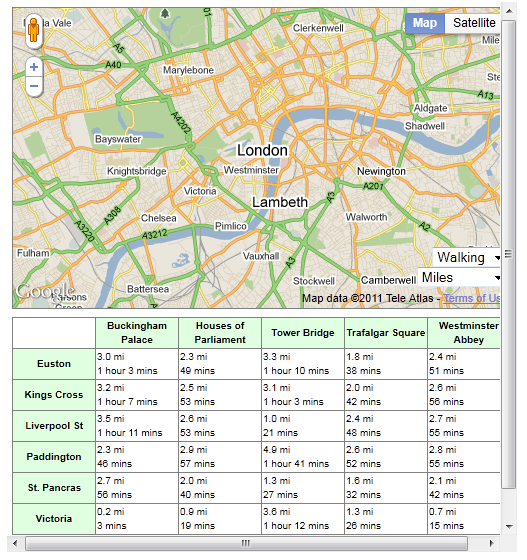 da Vale
Clerkenwell
Map Satellite
A5
A40
Mile
Marylebone
Ste
A13
Aldgate
A4202
Shadwell
Bayswater
London
Knightsbridge
Westminster
Newington
Victoria
A201
Lambeth
A308
Chelsea
A3
Walworth
Pimlico
A2
A3220
A3212
Fulham
Vauxhall
Walking
A3
Stockwell
Camberwell
Miles
Battersea
Google
Parsons
Green
Map data ©2011 Tele Atlas - Terms of Us
Buckingham Palace Houses of Parliament Tower Bridge Trafalgar Square Westminster Abbey
Euston 3.0 mi 2.3 mi 3.3 mi 1.8 mi 2.4 mi
1 hour 3 mins 49 mins 1 hour 10 mins 38 mins 51 mins
Kings Cross 3.2 mi 2.5 mi 3.1 mi 2.0 mi 2.6 mi
1 hour 7 mins 53 mins 1 hour 3 mins 42 mins 56 mins
Liverpool St 3.5 mi 2.6 mi 1.0 mi 2.4 mi 2.7 mi
1 hour 11 mins 53 mins 21 mins 48 mins 55 mins
Paddington 2.3 mi 2.9 mi 4.9 mi 2.6 mi 2.8 mi
46 mins 57 mins 1 hour 41 mins 52 mins 55 mins
St. Pancras 2.7 mi 2.0 mi 1.3 mi 1.6 mi 2.1 mi
56 mins 40 mins 27 mins 32 mins 42 mins
Victoria 0.2 mi 0.9 mi 3.6 mi 1.3 mi 0.7 mi
3 mins 19 mins 1 hour 12 mins 26 mins 15 mins